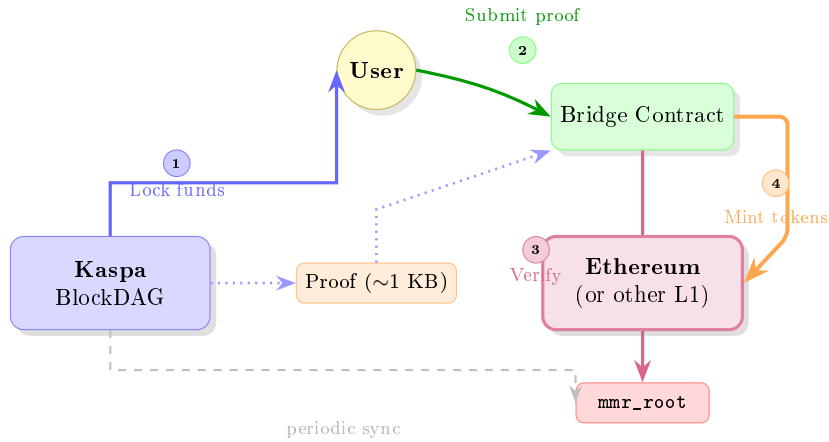 Submit proof
2
User
Bridge Contract
1
Lock funds
4
Mint tokens
3
Verify
Kaspa
BlockDAG
Proof (~1 KB)
Ethereum
(or other L1)
mmr_root
periodic sync